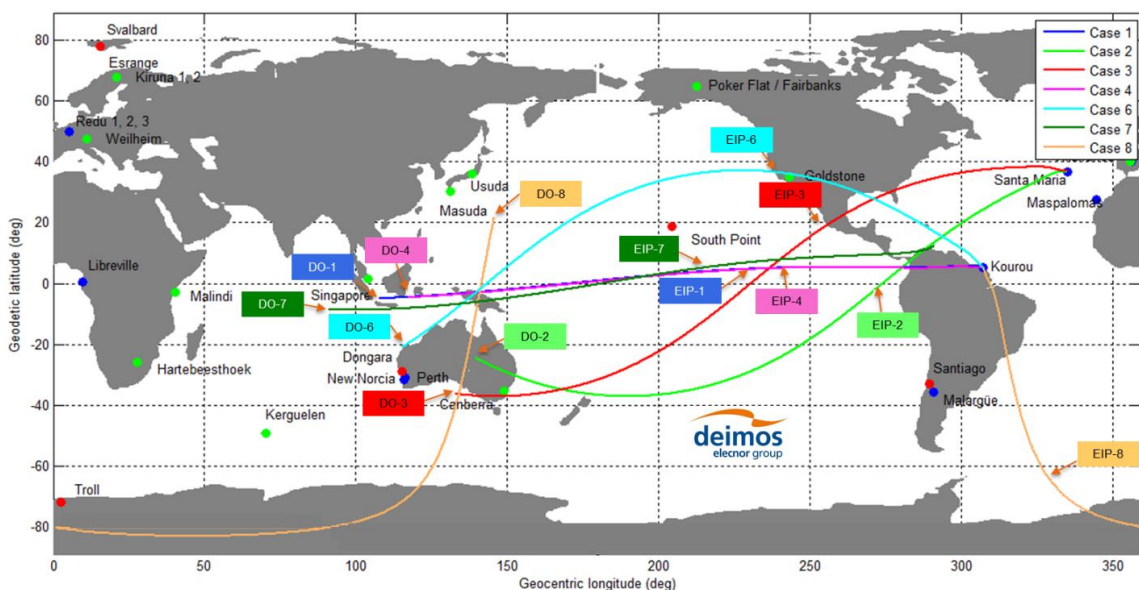 Case 1
Case 2
Case 3
Case 4
Case 6
Case 7
Case 8
80
60
40
20
0
-20
-40
-60
-80
Geodetic latitude (deg)
Svalbard
Esrange
Kiruna 1, 2
Poker Flat / Fairbanks
Redu 1, 2, 3
Weilheim
EIP-6
Usuda
Goldstone
Santa Maria
DO-8
EIP-3
Masuda
Maspalomas
DO-4
EIP-7
South Point
DO-1
Libreville
Kourou
Malindi
Singapore
DO-7
EIP-1
EIP-4
DO-6
DO-2
EIP-2
Dongara
Hartebeesthoek
New Norcia
Perth
Santiago
DO-3
Canberra
Malargüe
Kerguelen
deimos
elecnor group
EIP-8
Troll
0
50
100
150
200
250
300
350
Geocentric longitude (deg)